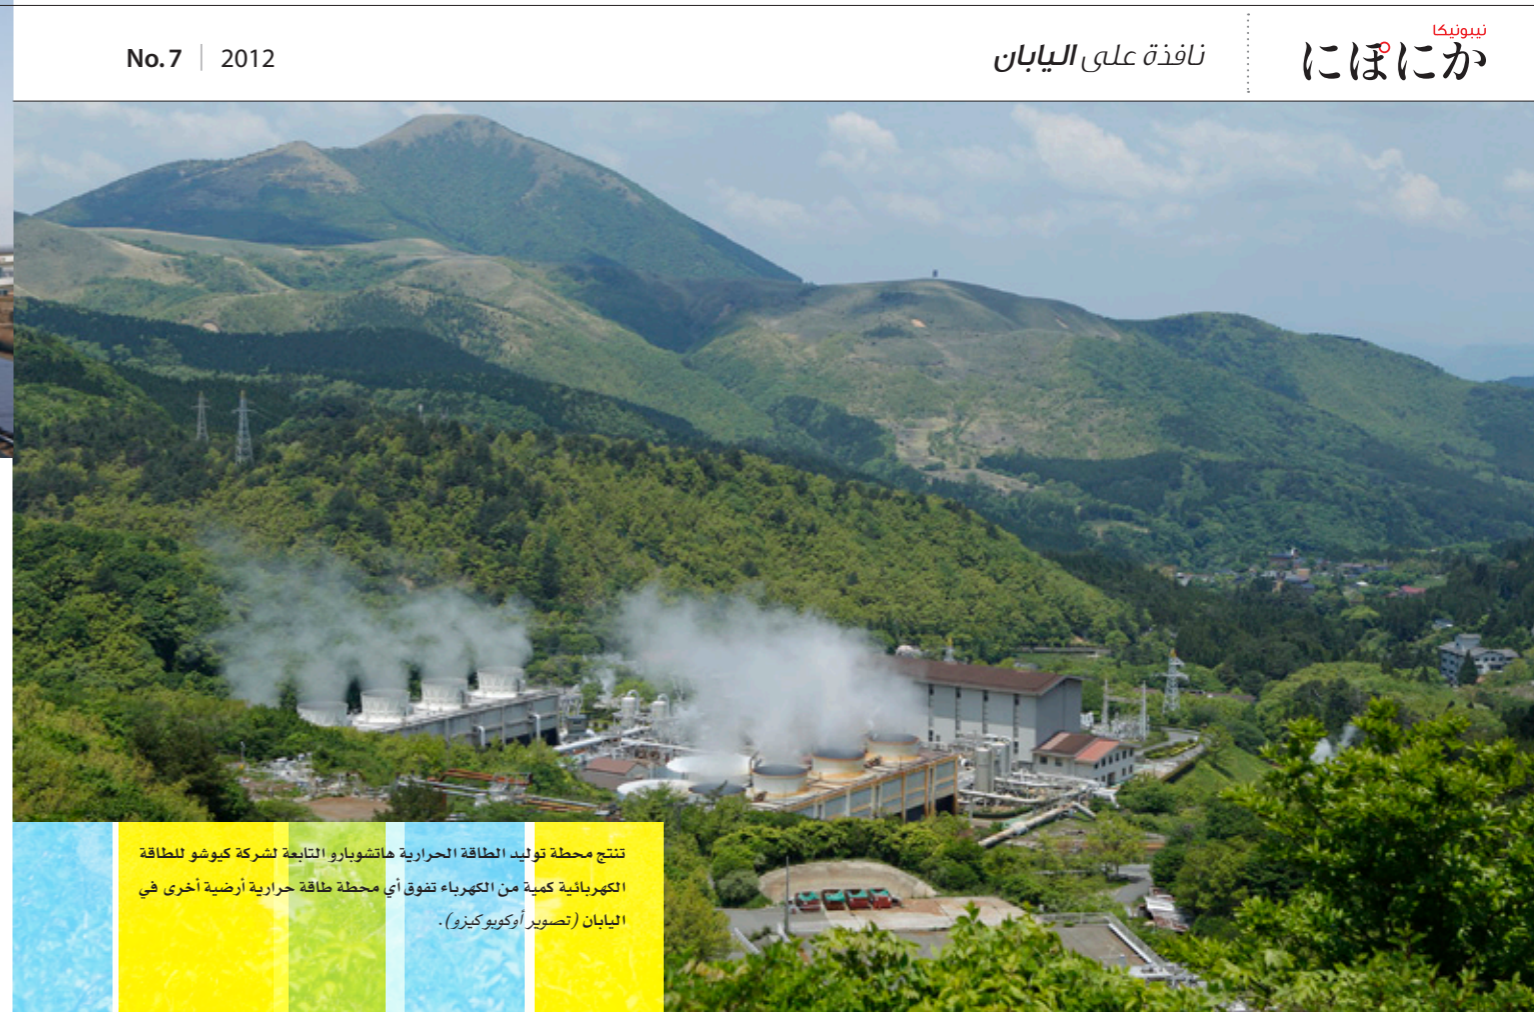 نيبونيكا
にぽにか
نافذة على اليابان
No.7 | 2012
تنتج محطة توليد الطاقة الحرارية هاتشوبارو التابعة لشركة كيوشو للطاقة
الكهربائية كمية من الكهرباء تفوق أي محطة طاقة حرارية أرضية أخرى في
اليابان (تصوير أوكوبو كيزو).